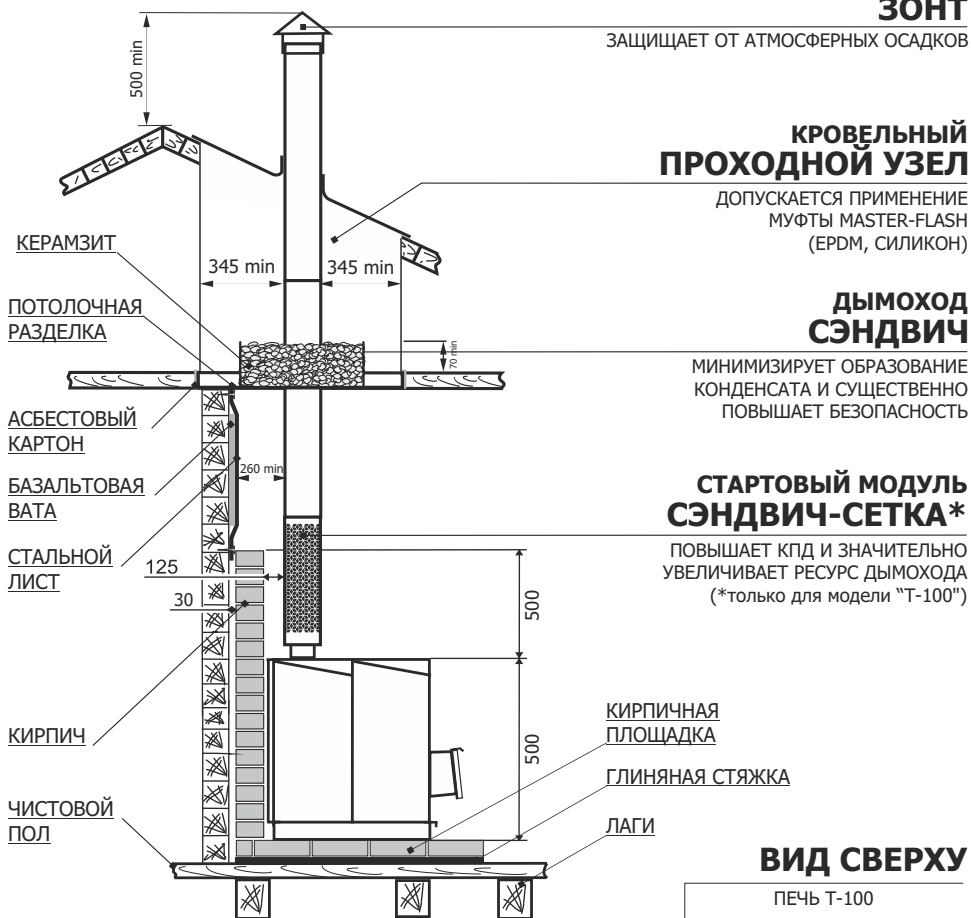 ЗОНТ
ЗАЩИЩАЕТ ОТ АТМОСФЕРНЫХ ОСАДКОВ
500 min
КРОВЕЛЬНЫЙ
ПРОХОДНОЙ УЗЕЛ
ДОПУСКАЕТСЯ ПРИМЕНЕНИЕ
МУФТЫ MASTER-FLASH
(EPDM, СИЛИКОН)
КЕРАМЗИТ
345 min
345 min
ПОТОЛОЧНАЯ
РАЗДЕЛКА
70 min
ДЫМОХОД
СЭНДВИЧ
МИНИМИЗИРУЕТ ОБРАЗОВАНИЕ
КОНДЕНСАТА И СУЩЕСТВЕННО
ПОВЫШАЕТ БЕЗОПАСНОСТЬ
АСБЕСТОВЫЙ
КАРТОН
БАЗАЛЬТОВАЯ
ВАТА
260 min
СТАРТОВЫЙ МОДУЛЬ
СЭНДВИЧ-СЕТКА*
ПОВЫШАЕТ КПД И ЗНАЧИТЕЛЬНО
УВЕЛИЧИВАЕТ РЕСУРС ДЫМОХОДА
(*только для модели “Т-100")
СТАЛЬНОЙ
ЛИСТ
125
30
500
500
КИРПИЧ
КИРПИЧНАЯ
ПЛОЩАДКА
ГЛИНЯНАЯ СТЯЖКА
ЧИСТОВОЙ
ПОЛ
ЛАГИ
ВИД СВЕРХУ
ПЕЧЬ Т-100